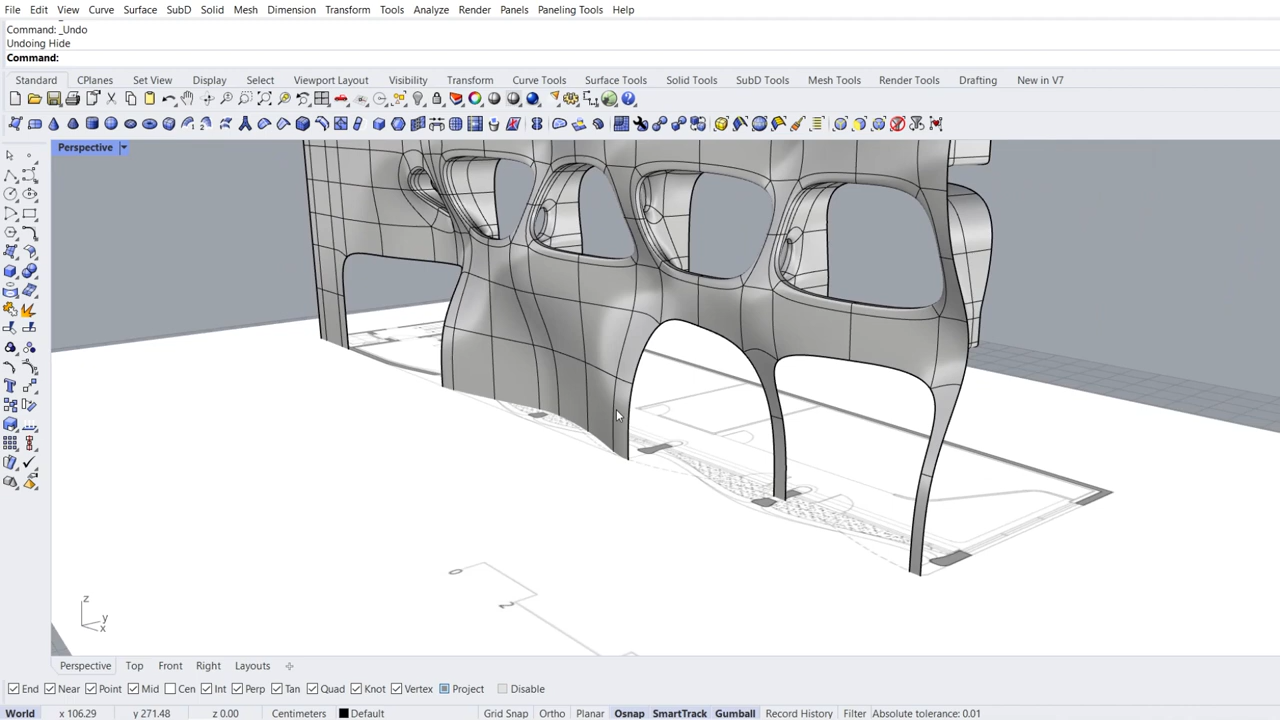 File Edit View Curve Surface SubD Solid Mesh Dimension Transform Tools Analyze Render Panels Paneling Tools Help
Command: _Undo
Undoing Hide
Command:
Standard CPlanes Set View Display Select Viewport Layout Visibility Transform Curve Tools Surface Tools Solid Tools SubD Tools Mesh Tools Render Tools Drafting New in V7
Perspective
0
2
z
y
x
Perspective Top Front Right Layouts
End Near Point Mid Cen Int Perp Tan Quad Knot Vertex Project Disable
World x 106.29 y 271.48 z 0.00 Centimeters Default Grid Snap Ortho Planar Osnap SmartTrack Gumball Record History Filter Absolute tolerance: 0.01